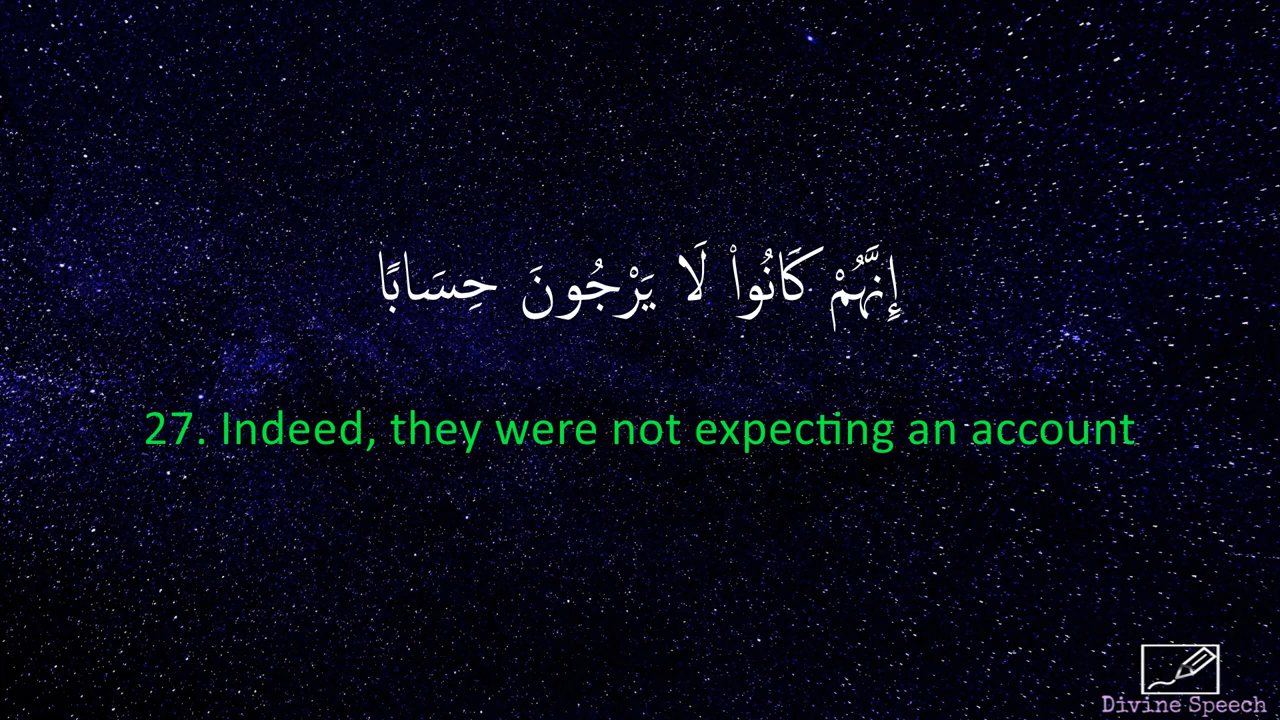 إِنَّهُمْ كَانُوا۟ لَا يَرْجُونَ حِسَابًا
27. Indeed, they were not expecting an account
Divine Speech